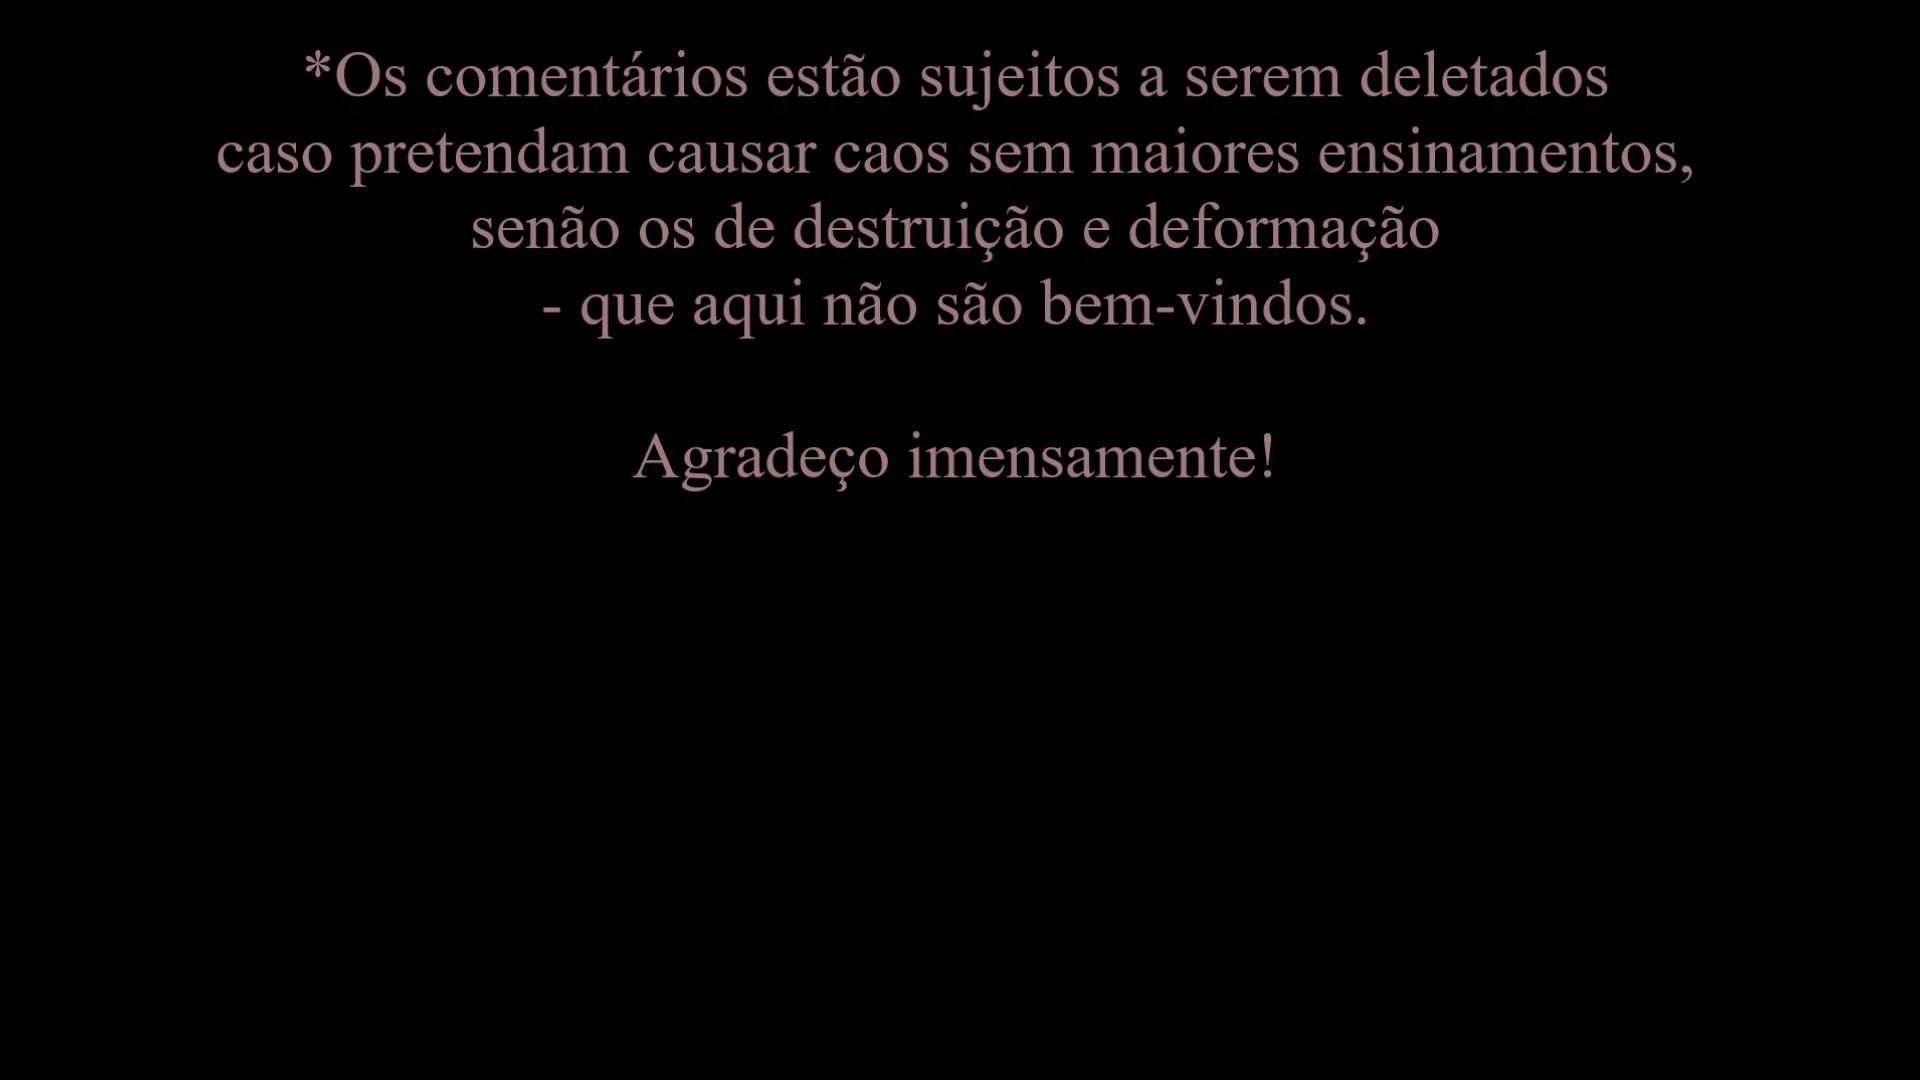 *Os comentários estão sujeitos a serem deletados
caso pretendam causar caos sem maiores ensinamentos,
senão os de destruição e deformação
- que aqui não são bem-vindos.
Agradeço imensamente!